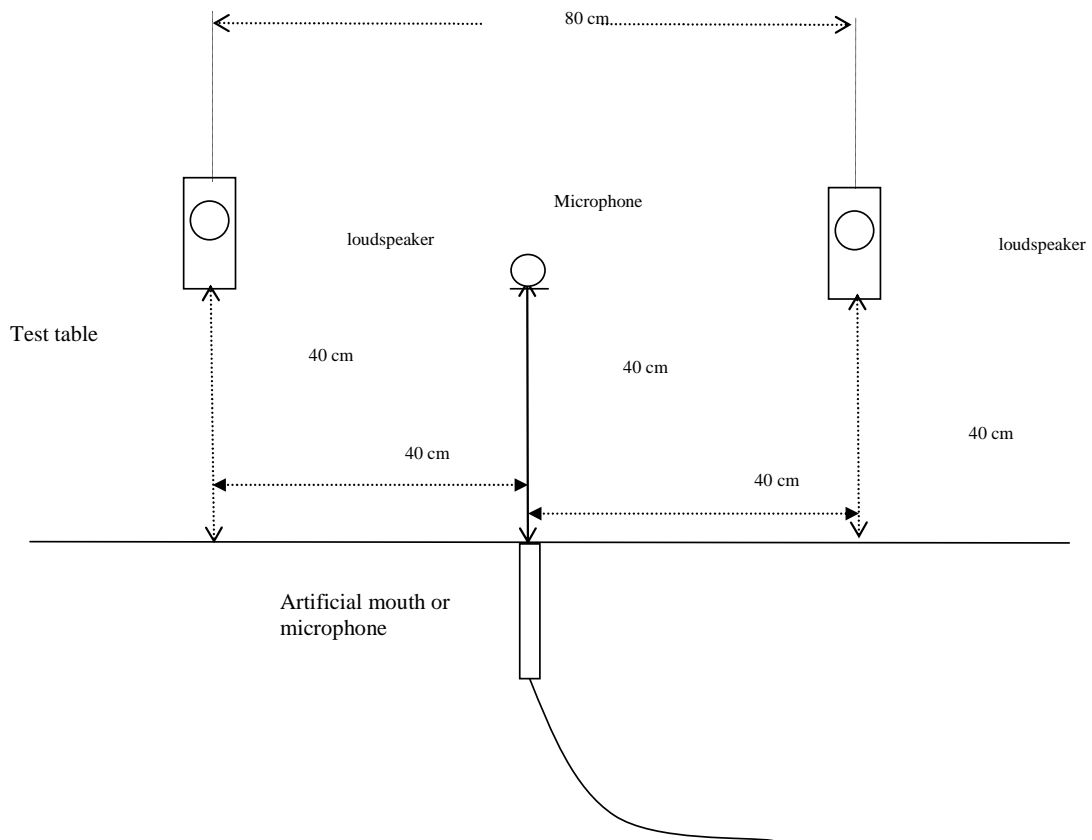 80 cm
Microphone
loudspeaker
loudspeaker
Test table
40 cm
40 cm
40 cm
40 cm
40 cm
Artificial mouth or
microphone